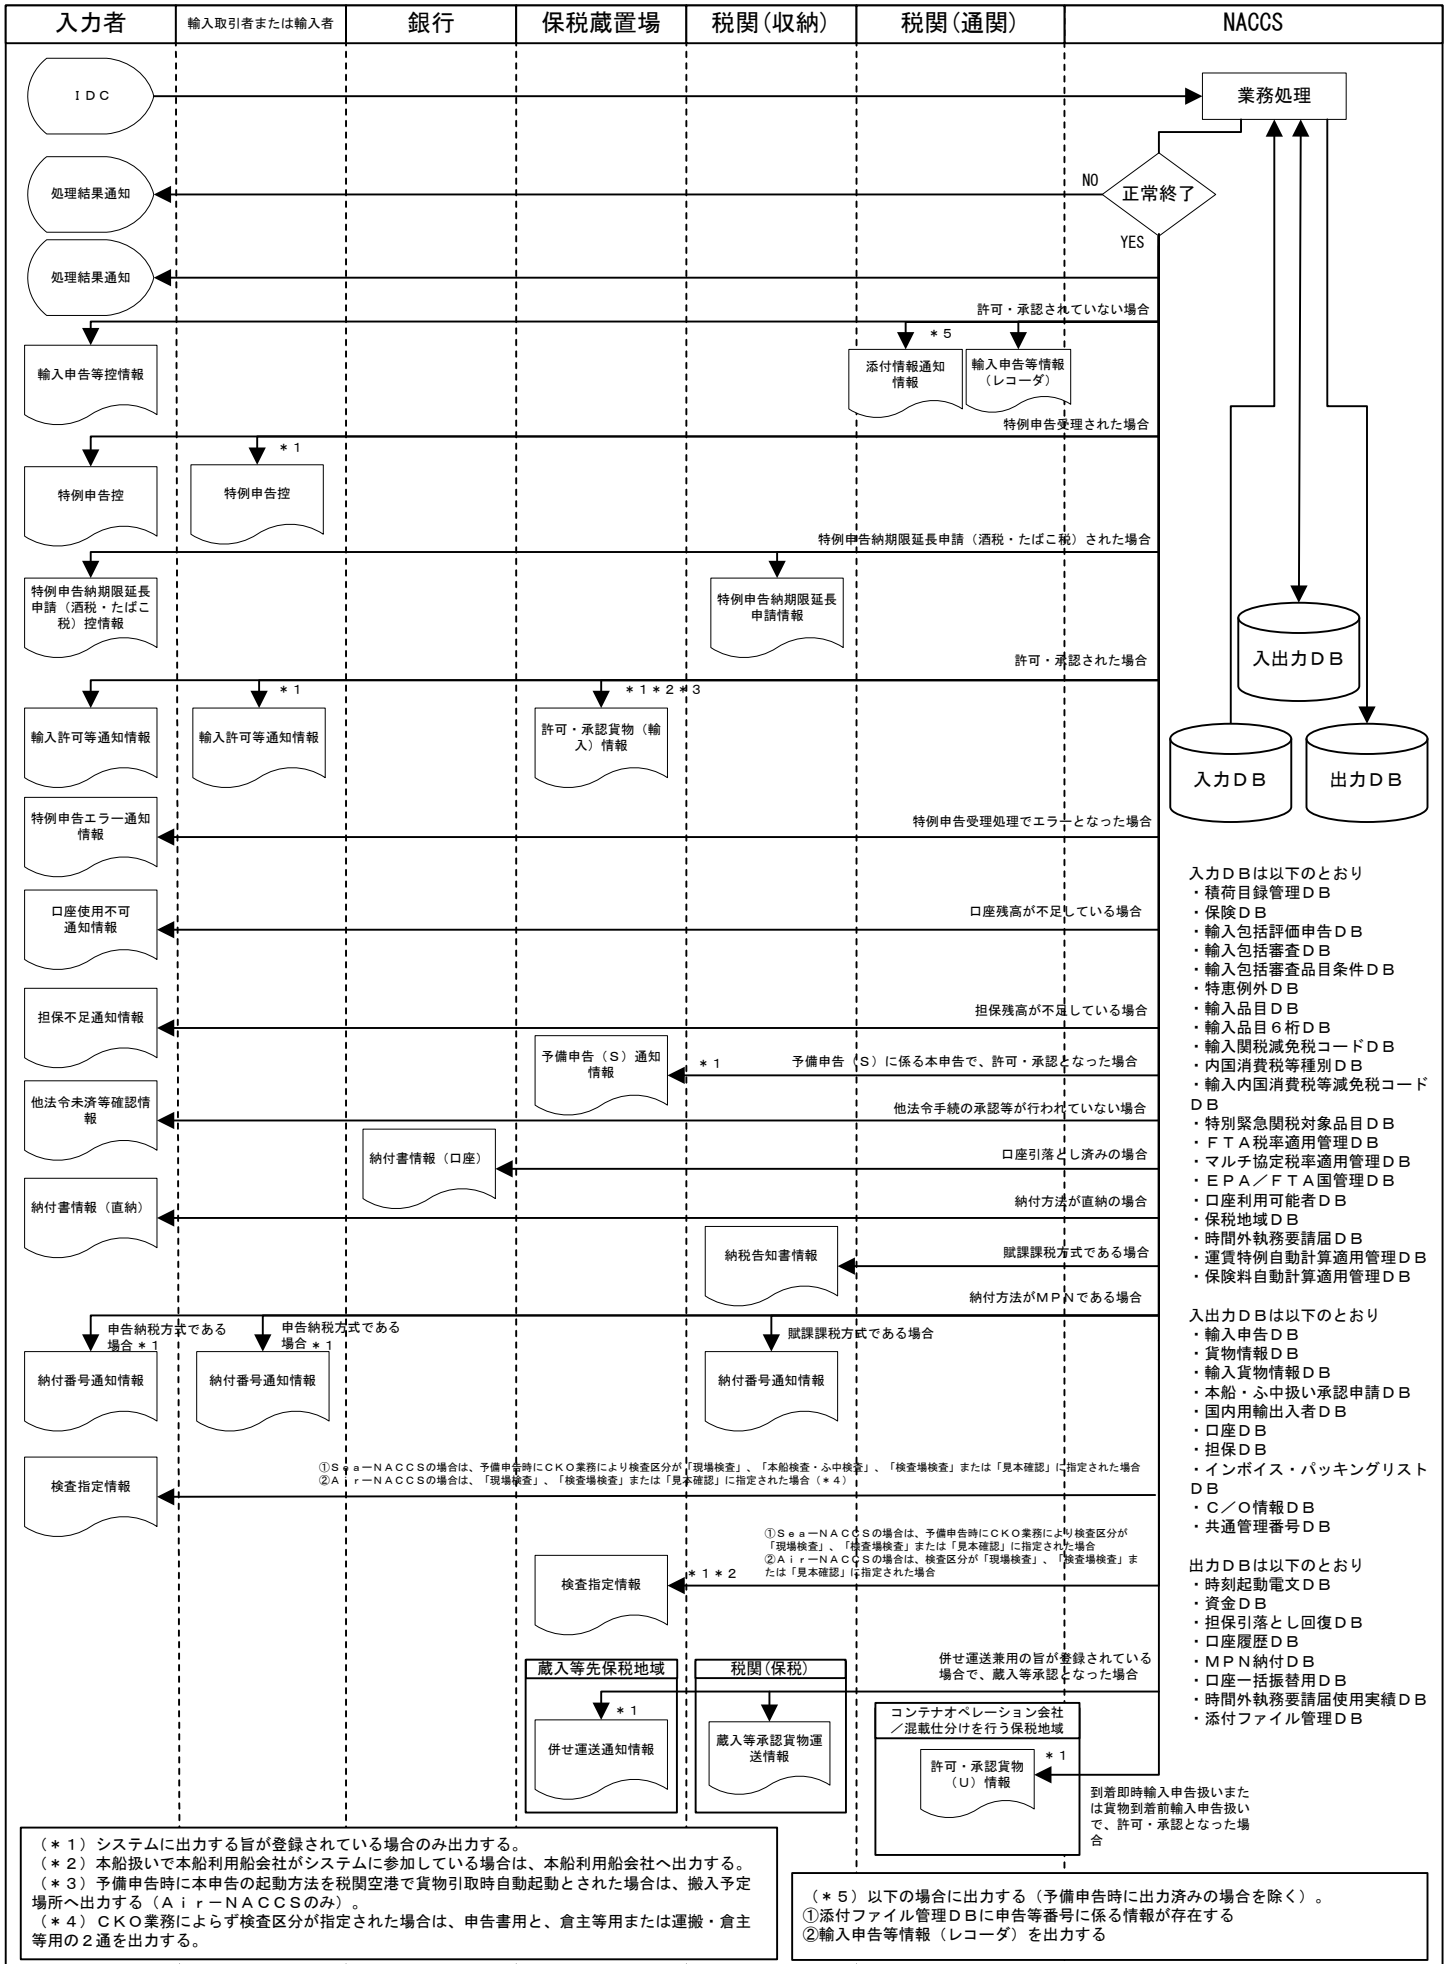 入力者
輸入取引者または輸入者
銀行
保税蔵置場
税関(収納)
税関(通関)
NACCS
ＩＤＣ
業務処理
処理結果通知
NO
正常終了
YES
処理結果通知
許可・承認されていない場合
＊５
輸入申告等控情報
添付情報通知
情報
輸入申告等情報
（レコーダ）
特例申告受理された場合
＊１
特例申告控
特例申告控
特例申告納期限延長申請（酒税・たばこ税）された場合
特例申告納期限延長
申請（酒税・たばこ
税）控情報
特例申告納期限延長
申請情報
入出力ＤＢ
許可・承認された場合
＊１
＊１＊２＊３
輸入許可等通知情報
輸入許可等通知情報
許可・承認貨物（輸
入）情報
入力ＤＢ
出力ＤＢ
特例申告エラー通知
情報
特例申告受理処理でエラーとなった場合
口座使用不可
通知情報
口座残高が不足している場合
担保不足通知情報
担保残高が不足している場合
予備申告（Ｓ）通知
情報
＊１
予備申告（Ｓ）に係る本申告で、許可・承認となった場合
他法令未済等確認情
報
他法令手続の承認等が行われていない場合
納付書情報（口座）
口座引落とし済みの場合
納付書情報（直納）
納付方法が直納の場合
納税告知書情報
賦課課税方式である場合
納付方法がＭＰＮである場合
申告納税方式である
場合＊１
申告納税方式である
場合＊１
賦課課税方式である場合
納付番号通知情報
納付番号通知情報
納付番号通知情報
①Ｓｅａ－ＮＡＣＣＳの場合は、予備申告時にＣＫＯ業務により検査区分が「現場検査」、「本船検査・ふ中検査」、「検査場検査」または「見本確認」に指定された場合
②Ａｉｒ－ＮＡＣＣＳの場合は、「現場検査」、「検査場検査」または「見本確認」に指定された場合（＊４）
検査指定情報
①Ｓｅａ－ＮＡＣＣＳの場合は、予備申告時にＣＫＯ業務により検査区分が
「現場検査」、「検査場検査」または「見本確認」に指定された場合
②Ａｉｒ－ＮＡＣＣＳの場合は、検査区分が「現場検査」、「検査場検査」ま
たは「見本確認」に指定された場合
検査指定情報
＊１＊２
併せ運送兼用の旨が登録されている
場合で、蔵入等承認となった場合
蔵入等先保税地域
税関(保税)
＊１
併せ運送通知情報
蔵入等承認貨物運
送情報
コンテナオペレーション会社
／混載仕分けを行う保税地域
許可・承認貨物
（Ｕ）情報
＊１
到着即時輸入申告扱いまた
は貨物到着前輸入申告扱い
で、許可・承認となった場
合
入力ＤＢは以下のとおり
・積荷目録管理ＤＢ
・保険ＤＢ
・輸入包括評価申告ＤＢ
・輸入包括審査ＤＢ
・輸入包括審査品目条件ＤＢ
・特恵例外ＤＢ
・輸入品目ＤＢ
・輸入品目６桁ＤＢ
・輸入関税減免税コードＤＢ
・内国消費税等種別ＤＢ
・輸入内国消費税等減免税コード
ＤＢ
・特別緊急関税対象品目ＤＢ
・ＦＴＡ税率適用管理ＤＢ
・マルチ協定税率適用管理ＤＢ
・ＥＰＡ／ＦＴＡ国管理ＤＢ
・口座利用可能者ＤＢ
・保税地域ＤＢ
・時間外執務要請届ＤＢ
・運賃特例自動計算適用管理ＤＢ
・保険料自動計算適用管理ＤＢ
入出力ＤＢは以下のとおり
・輸入申告ＤＢ
・貨物情報ＤＢ
・輸入貨物情報ＤＢ
・本船・ふ中扱い承認申請ＤＢ
・国内用輸出入者ＤＢ
・口座ＤＢ
・担保ＤＢ
・インボイス・パッキングリスト
ＤＢ
・Ｃ／Ｏ情報ＤＢ
・共通管理番号ＤＢ
出力ＤＢは以下のとおり
・時刻起動電文ＤＢ
・資金ＤＢ
・担保引落とし回復ＤＢ
・口座履歴ＤＢ
・ＭＰＮ納付ＤＢ
・口座一括振替用ＤＢ
・時間外執務要請届使用実績ＤＢ
・添付ファイル管理ＤＢ
（＊１）システムに出力する旨が登録されている場合のみ出力する。
（＊２）本船扱いで本船利用船会社がシステムに参加している場合は、本船利用船会社へ出力する。
（＊３）予備申告時に本申告の起動方法を税関空港で貨物引取時自動起動とされた場合は、搬入予定
場所へ出力する（Ａｉｒ－ＮＡＣＣＳのみ）。
（＊４）ＣＫＯ業務によらず検査区分が指定された場合は、申告書用と、倉主等用または運搬・倉主
等用の２通を出力する。
（＊５）以下の場合に出力する（予備申告時に出力済みの場合を除く）。
①添付ファイル管理ＤＢに申告等番号に係る情報が存在する
②輸入申告等情報（レコーダ）を出力する